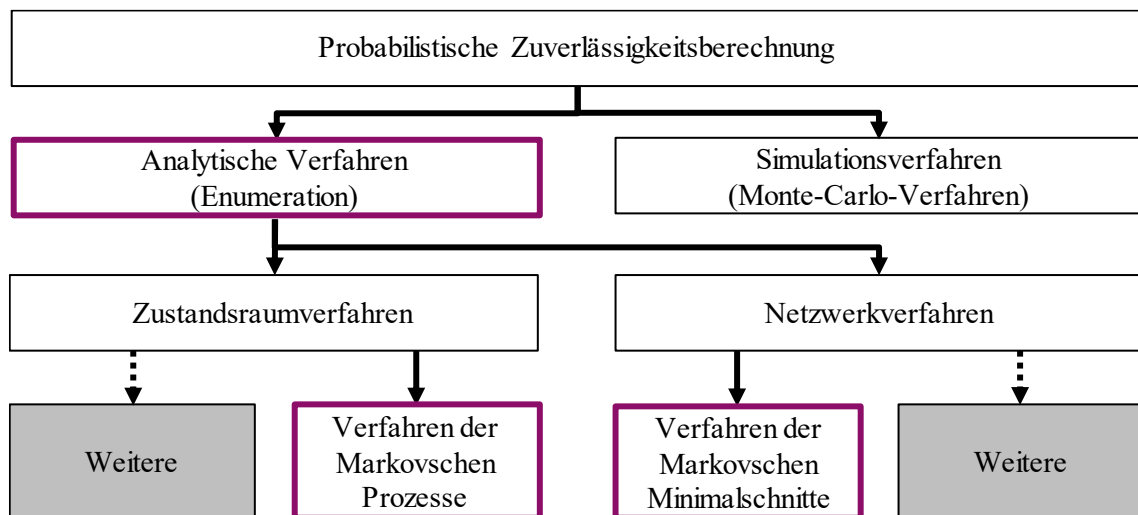 Probabilistische Zuverlässigkeitsberechnung
Analytische Verfahren
(Enumeration)
Simulationsverfahren
(Monte-Carlo-Verfahren)
Zustandsraumverfahren
Netzwerkverfahren
Weitere
Verfahren der
Markovschen
Prozesse
Verfahren der
Markovschen
Minimalschnitte
Weitere